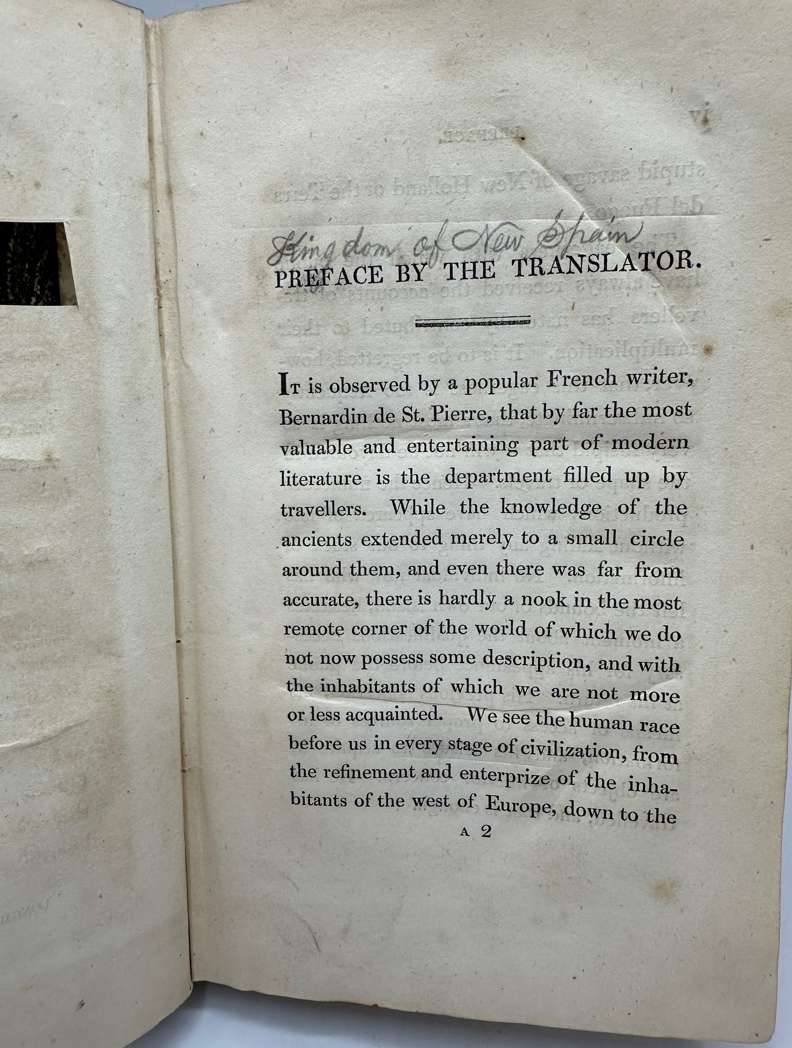 Kingdom of New Spain
PREFACE BY THE TRANSLATOR.
IT is observed by a popular French writer,
Bernardin de St. Pierre, that by far the most
valuable and entertaining part of modern
literature is the department filled up by
travellers. While the knowledge of the
ancients extended merely to a small circle
around them, and even there was far from
accurate, there is hardly a nook in the most
remote corner of the world of which we do
not now possess some description, and with
the inhabitants of which we are not more
or less acquainted. We see the human race
before us in every stage of civilization, from
the refinement and enterprize of the inha-
bitants of the west of Europe, down to the
A 2